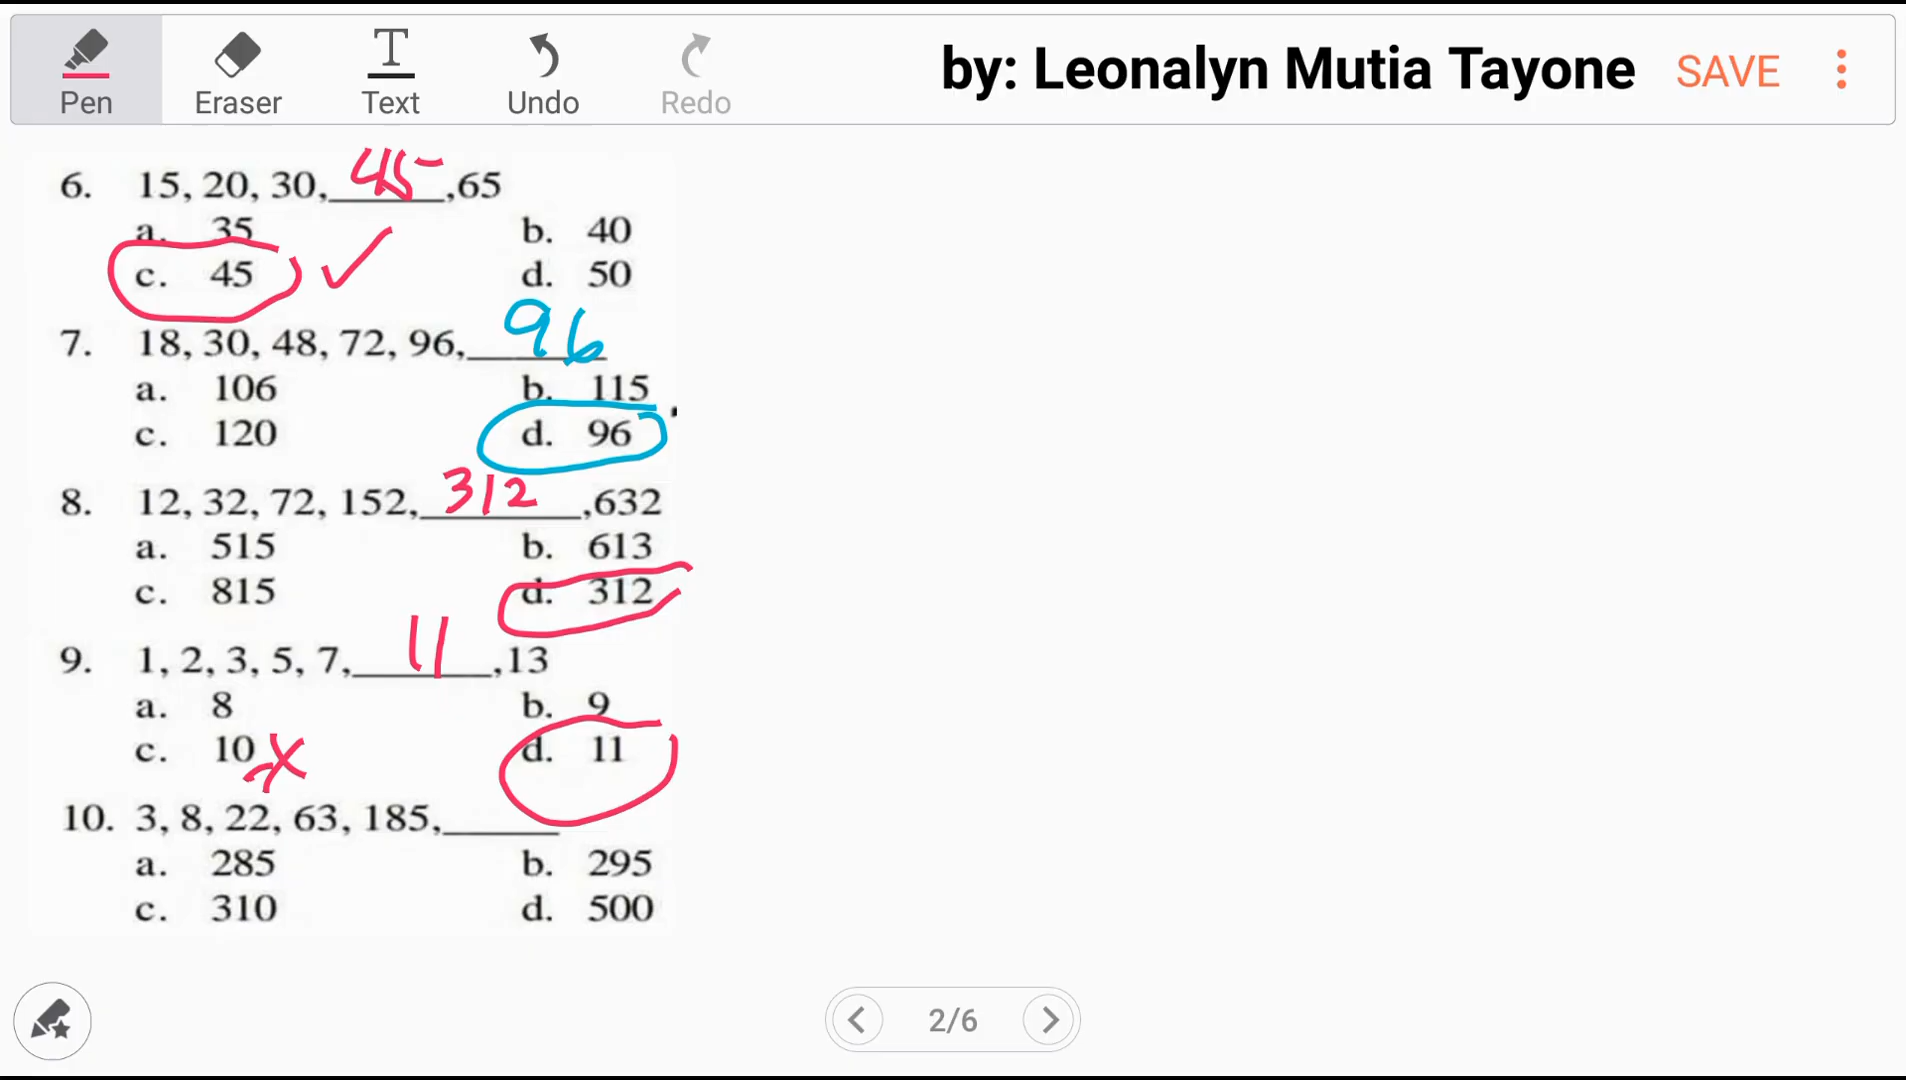 Pen Eraser Text Undo Redo by: Leonalyn Mutia Tayone SAVE
6. 15, 20, 30, 45 ,65
a. 35 b. 40
c. 45 d. 50
7. 18, 30, 48, 72, 96, 96
a. 106 b. 115
c. 120 d. 96
8. 12, 32, 72, 152, 312 ,632
a. 515 b. 613
c. 815 d. 312
9. 1, 2, 3, 5, 7, 11 ,13
a. 8 b. 9
c. 10 d. 11
10. 3, 8, 22, 63, 185,______
a. 285 b. 295
c. 310 d. 500
2/6